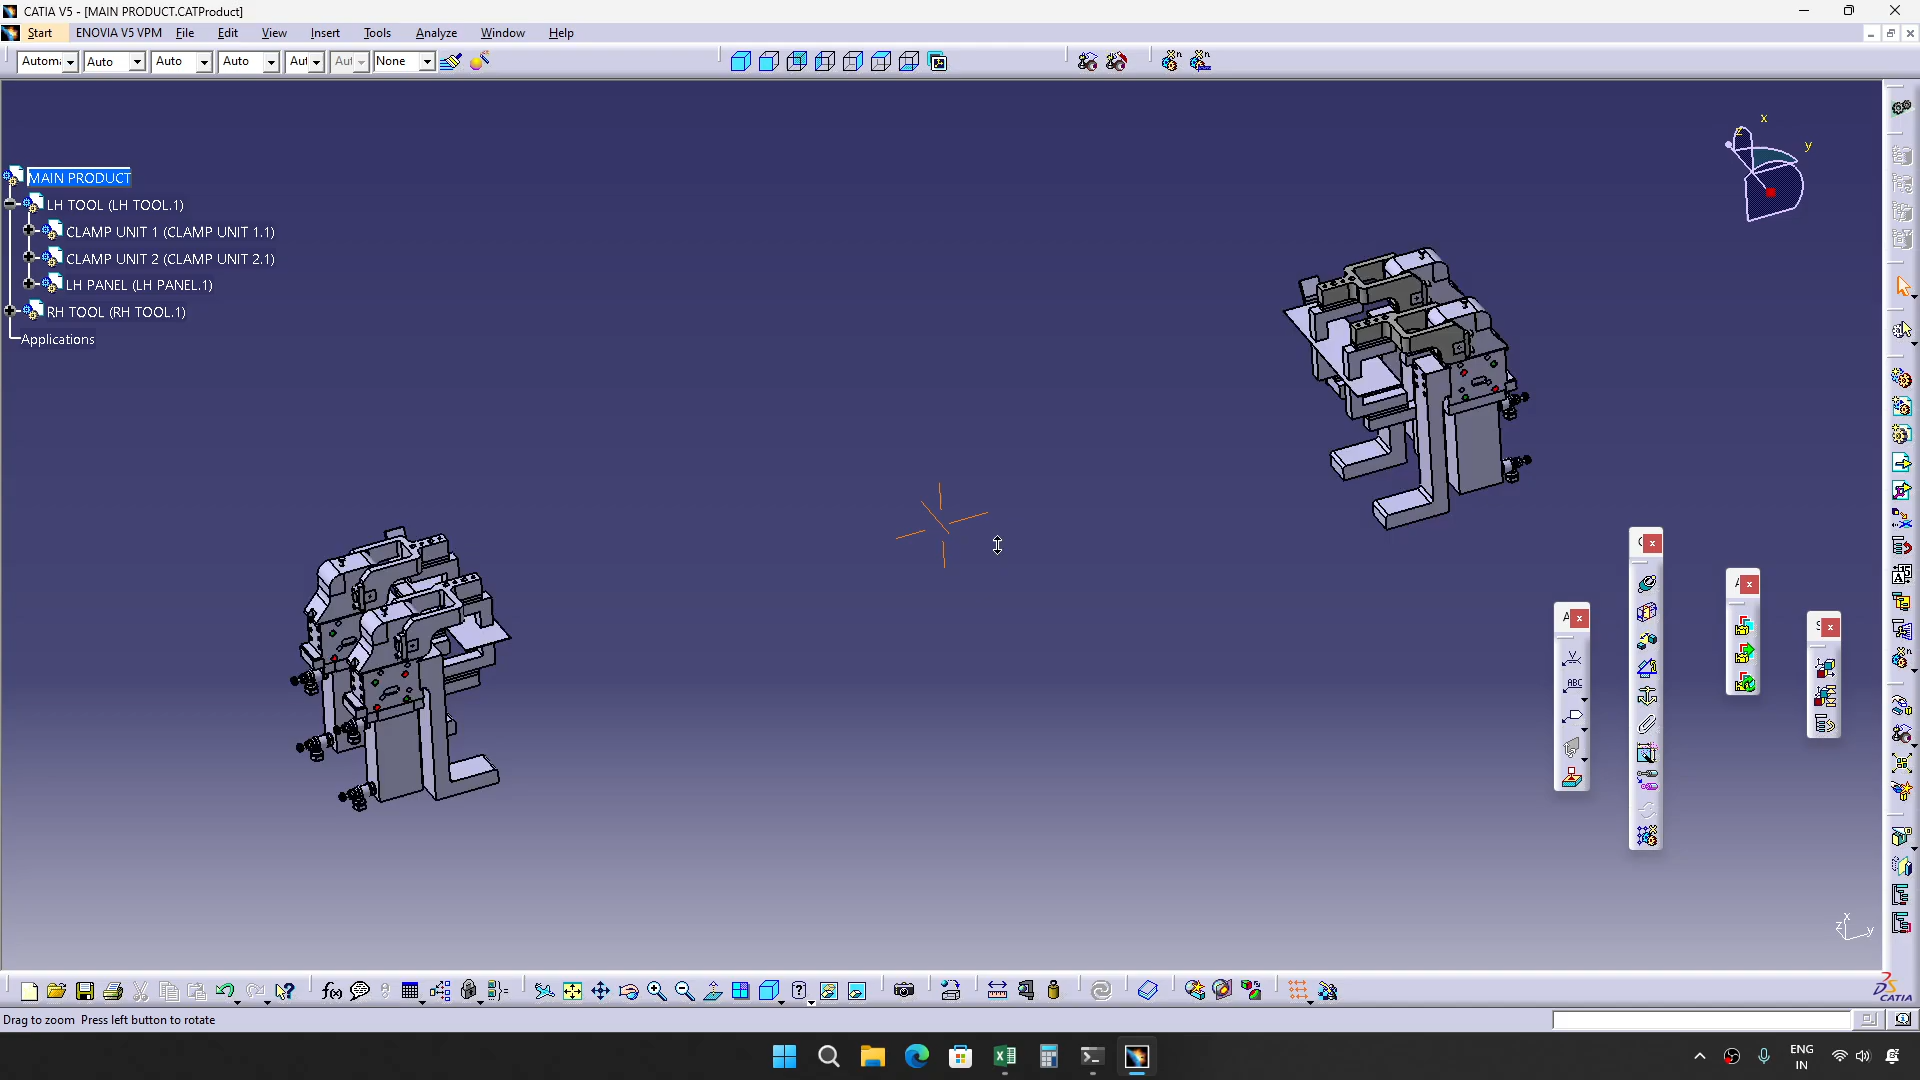 CATIA V5 - [MAIN PRODUCT.CATProduct]
Start ENOVIA V5 VPM File Edit View Insert Tools Analyze Window Help
Auto Auto Auto None
x
z
y
MAIN PRODUCT
LH TOOL (LH TOOL.1)
CLAMP UNIT 1 (CLAMP UNIT 1.1)
CLAMP UNIT 2 (CLAMP UNIT 2.1)
LH PANEL (LH PANEL.1)
RH TOOL (RH TOOL.1)
Applications
ABC
x
z
y
f(x)
CATIA
Drag to zoom Press left button to rotate
ENG
IN